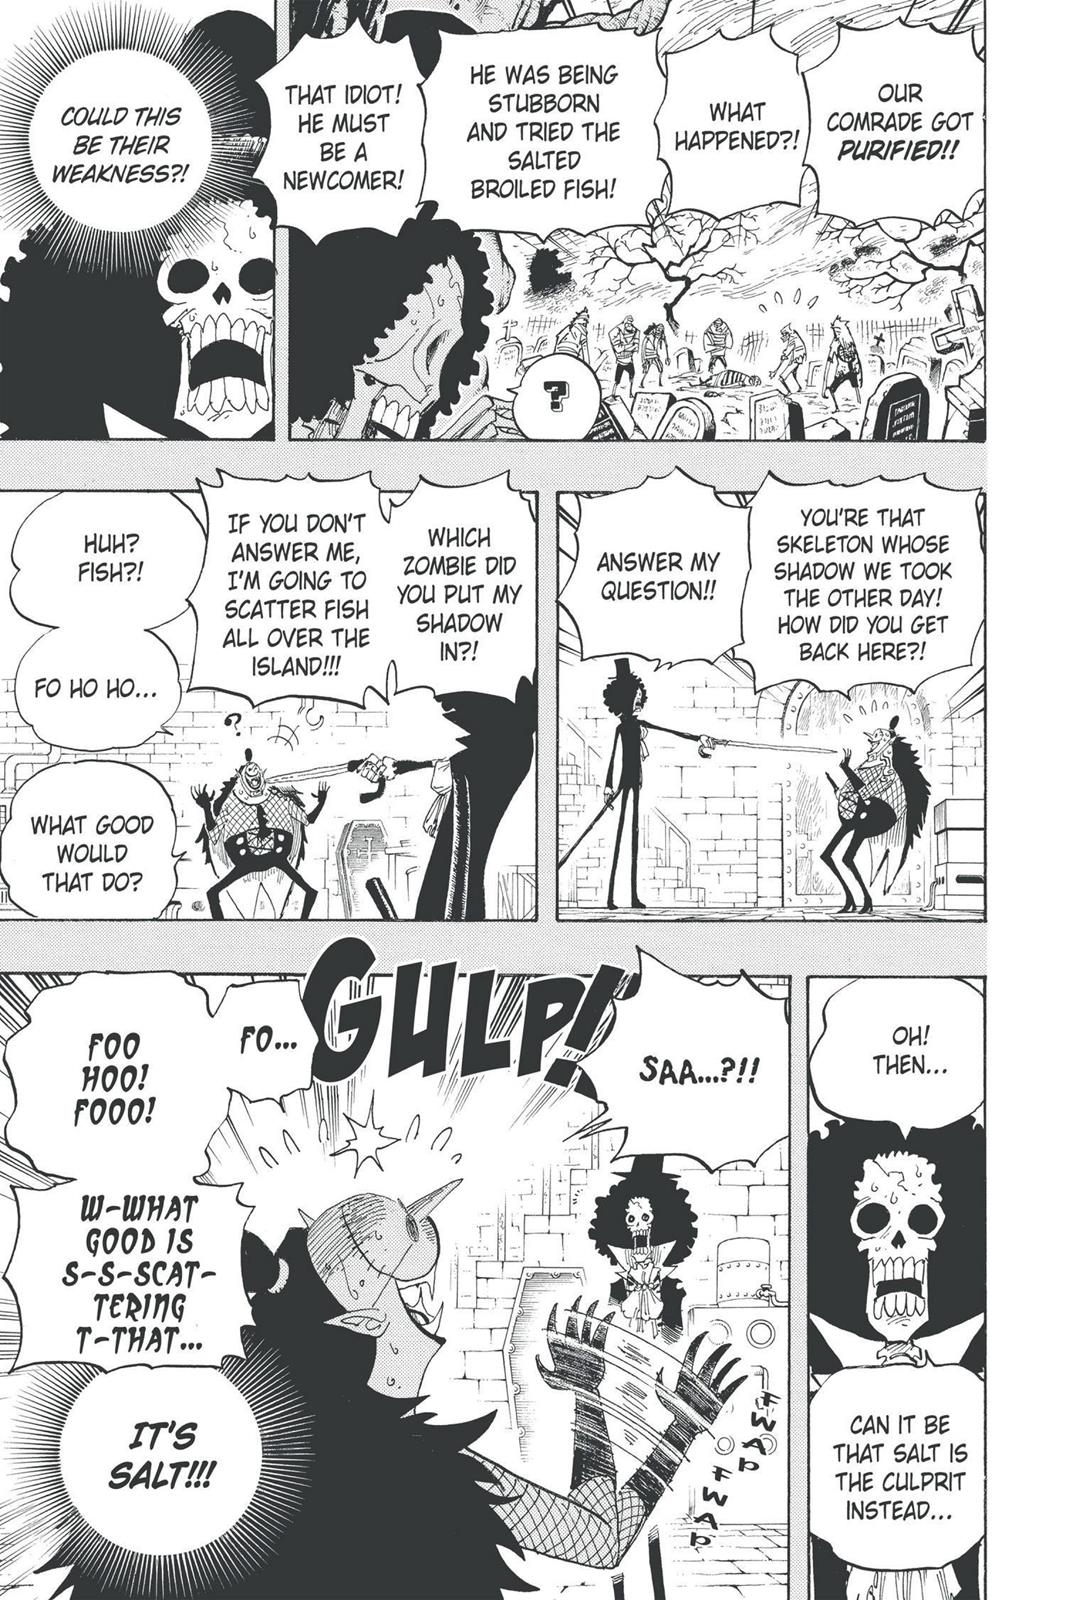 OUR
COMRADE GOT
PURIFIED!!
WHAT
HAPPENED?!
HE WAS BEING
STUBBORN
AND TRIED THE
SALTED
BROILED FISH!
THAT IDIOT!
HE MUST
BE A
NEWCOMER!
?
COULD THIS
BE THEIR
WEAKNESS?!
YOU'RE THAT
SKELETON WHOSE
SHADOW WE TOOK
THE OTHER DAY!
HOW DID YOU GET
BACK HERE?!
ANSWER MY
QUESTION!!
WHICH
ZOMBIE DID
YOU PUT MY
SHADOW
IN?!
IF YOU DON'T
ANSWER ME,
I'M GOING TO
SCATTER FISH
ALL OVER THE
ISLAND!!!
?
HUH?
FISH?!
FO HO HO...
WHAT GOOD
WOULD
THAT DO?
OH!
THEN...
CAN IT BE
THAT SALT IS
THE CULPRIT
INSTEAD...
SAA...?!!
GULP!
FO...
FOO
HOO!
FOOO!
W-WHAT
GOOD IS
S-S-SCAT-
TERING
T-THAT...
FWAP
FWAP
IT'S
SALT!!!